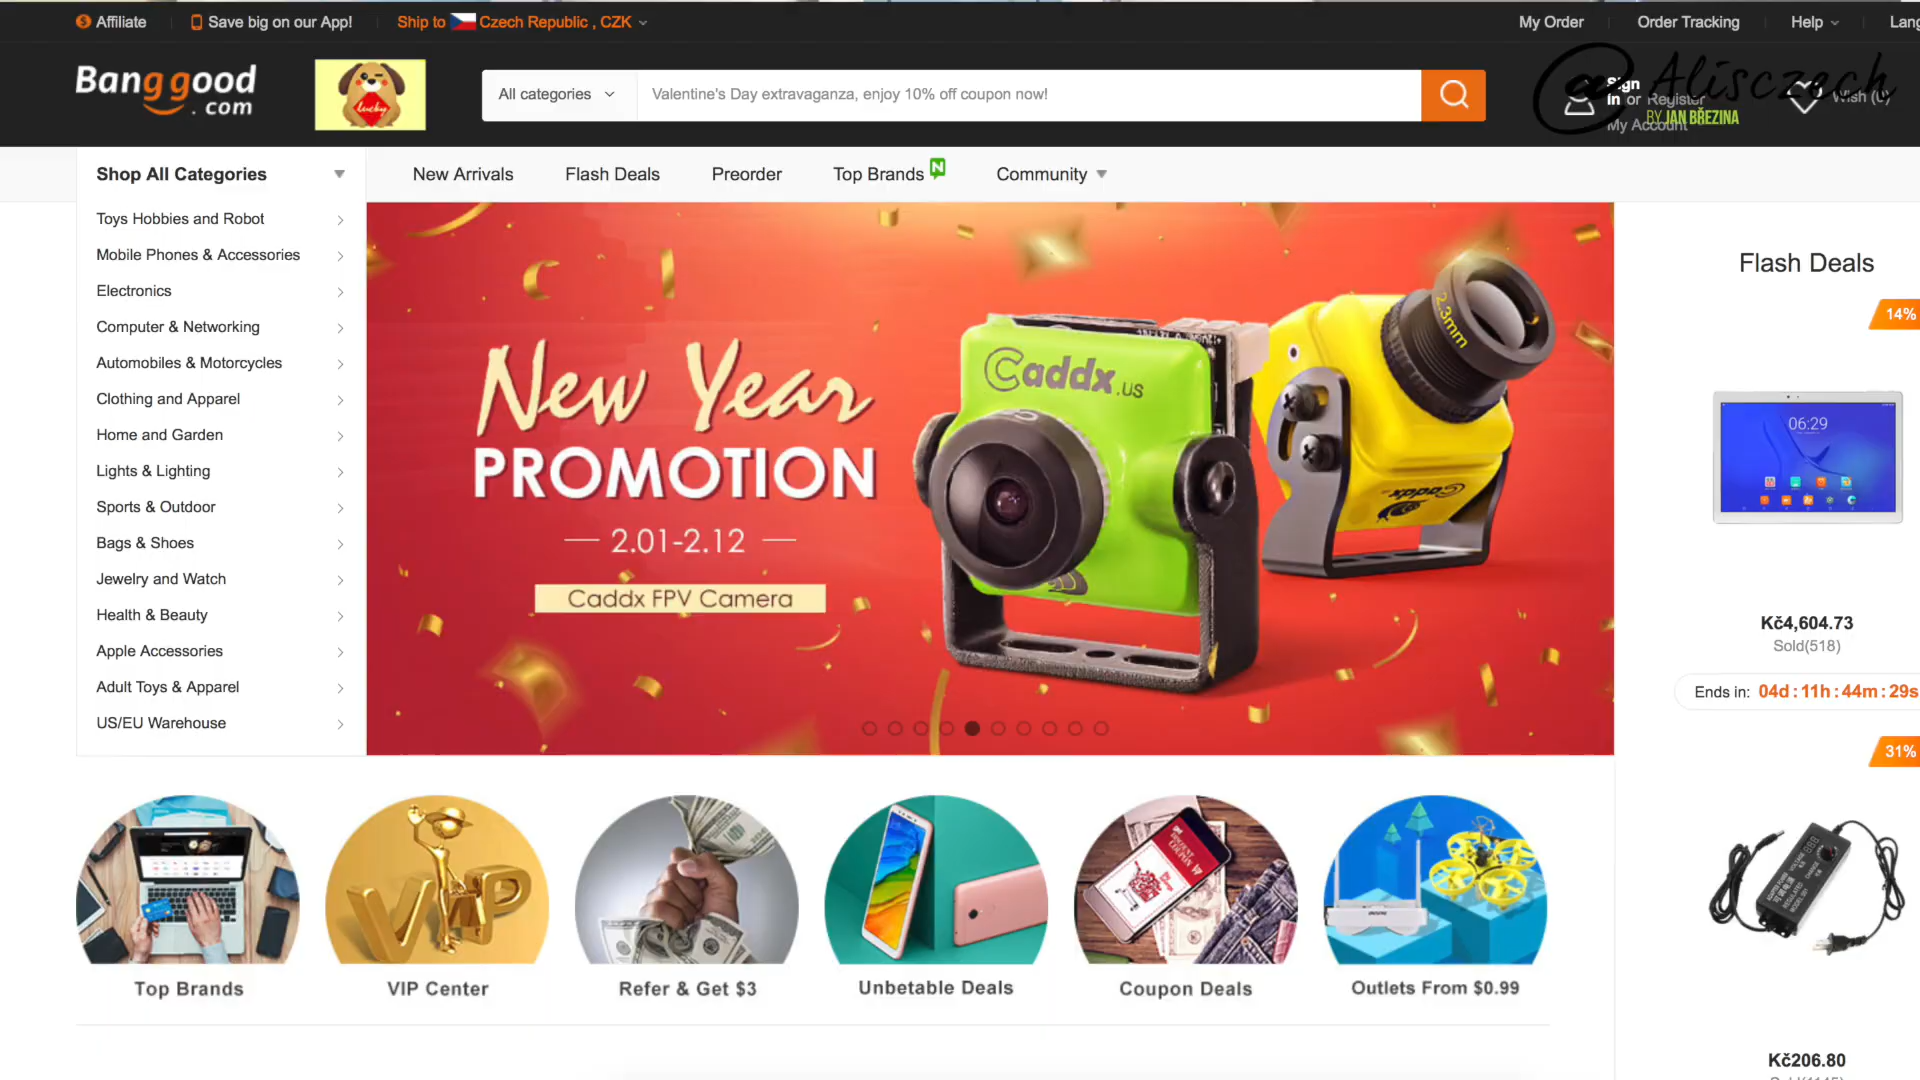 Affiliate
Save big on our App!
Ship to Czech Republic , CZK
My Order
Order Tracking
Help
Lang
Banggood
.com
lucky
All categories
Valentine's Day extravaganza, enjoy 10% off coupon now!
Sign
in or Register
My Account
Wish (0)
@Alisczech
BY JAN BŘEZINA
Shop All Categories
New Arrivals
Flash Deals
Preorder
Top Brands N
Community
Toys Hobbies and Robot
Mobile Phones & Accessories
Electronics
Computer & Networking
Automobiles & Motorcycles
Clothing and Apparel
Home and Garden
Lights & Lighting
Sports & Outdoor
Bags & Shoes
Jewelry and Watch
Health & Beauty
Apple Accessories
Adult Toys & Apparel
US/EU Warehouse
New Year
PROMOTION
2.01-2.12
Caddx FPV Camera
Caddx.us
2.3mm
Caddx
Flash Deals
14%
06:29
Kč4,604.73
Sold(518)
Ends in: 04d : 11h : 44m : 29s
31%
Kč206.80
VIP
Top Brands
VIP Center
Refer & Get $3
Unbetable Deals
Coupon Deals
Outlets From $0.99